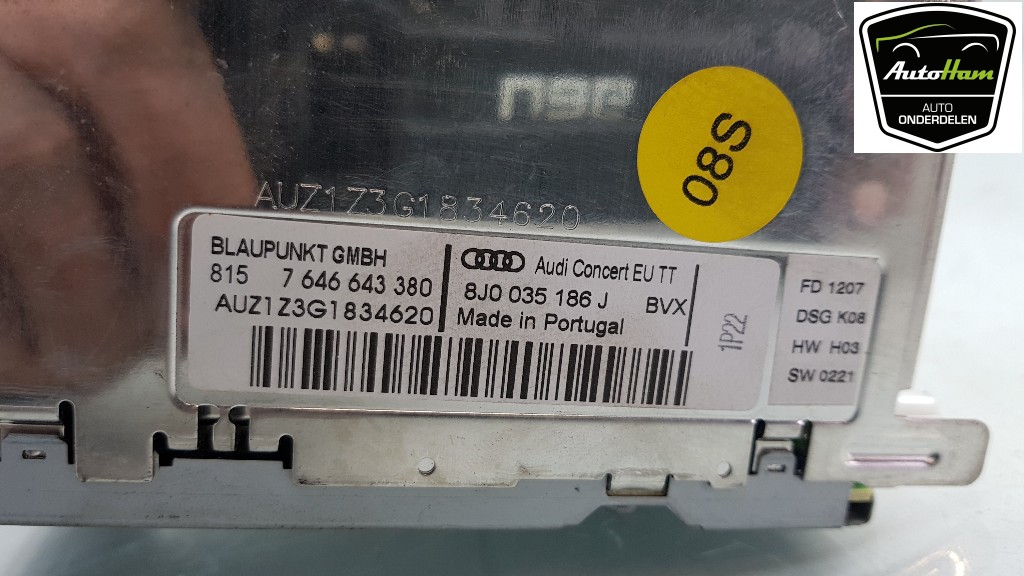 AutoHam
AUTO
ONDERDELEN
08S
AUZ1Z3G1834620
BLAUPUNKT GMBH
815 7 646 643 380
AUZ1Z3G1834620
Audi Concert EU TT
8J0 035 186 J BVX
Made in Portugal
1P22
FD 1207
DSG K08
HW H03
SW 0221